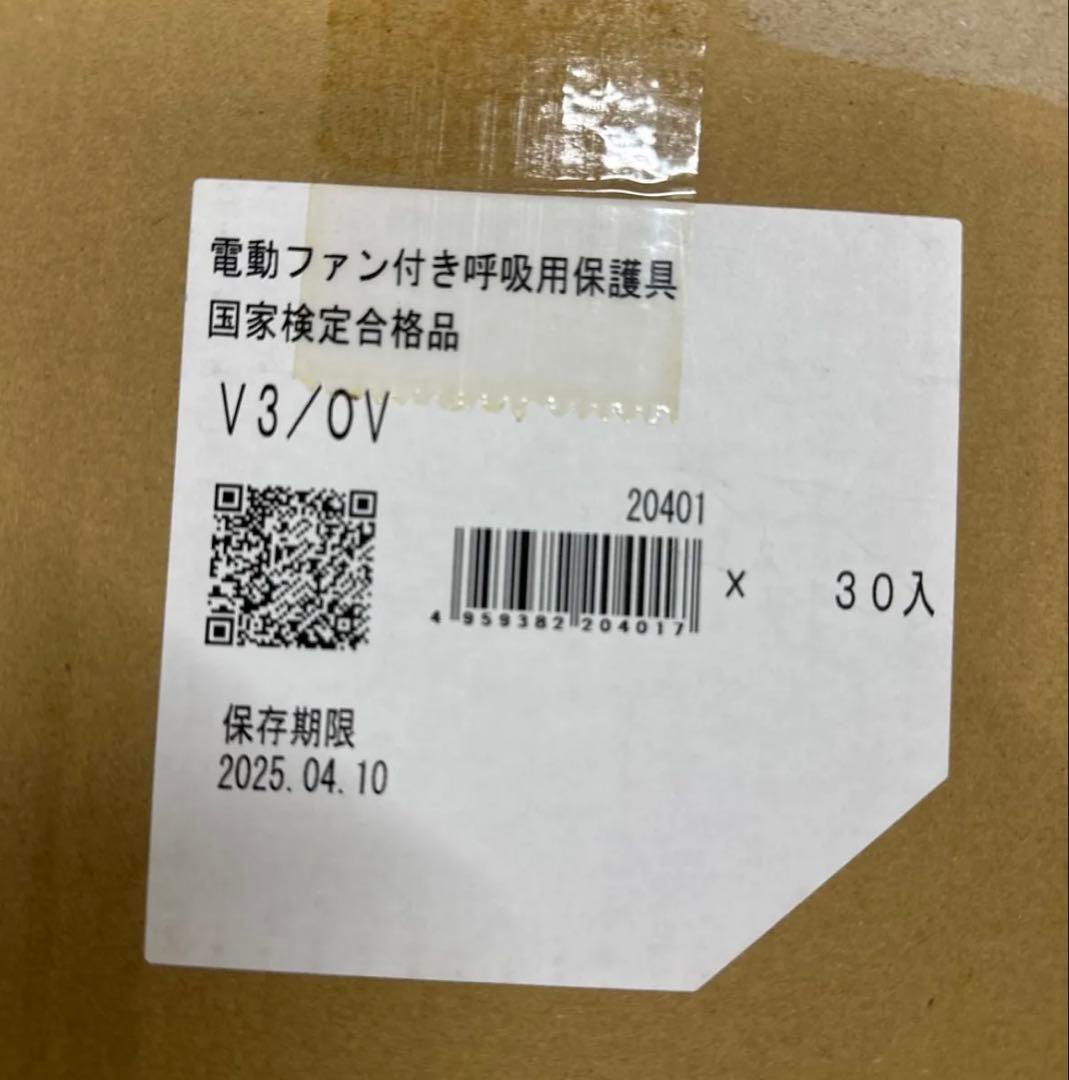 電動ファン付き呼吸用保護具
国家検定合格品
V3/OV
20401
4 959382 204017
× 30入
保存期限
2025.04.10